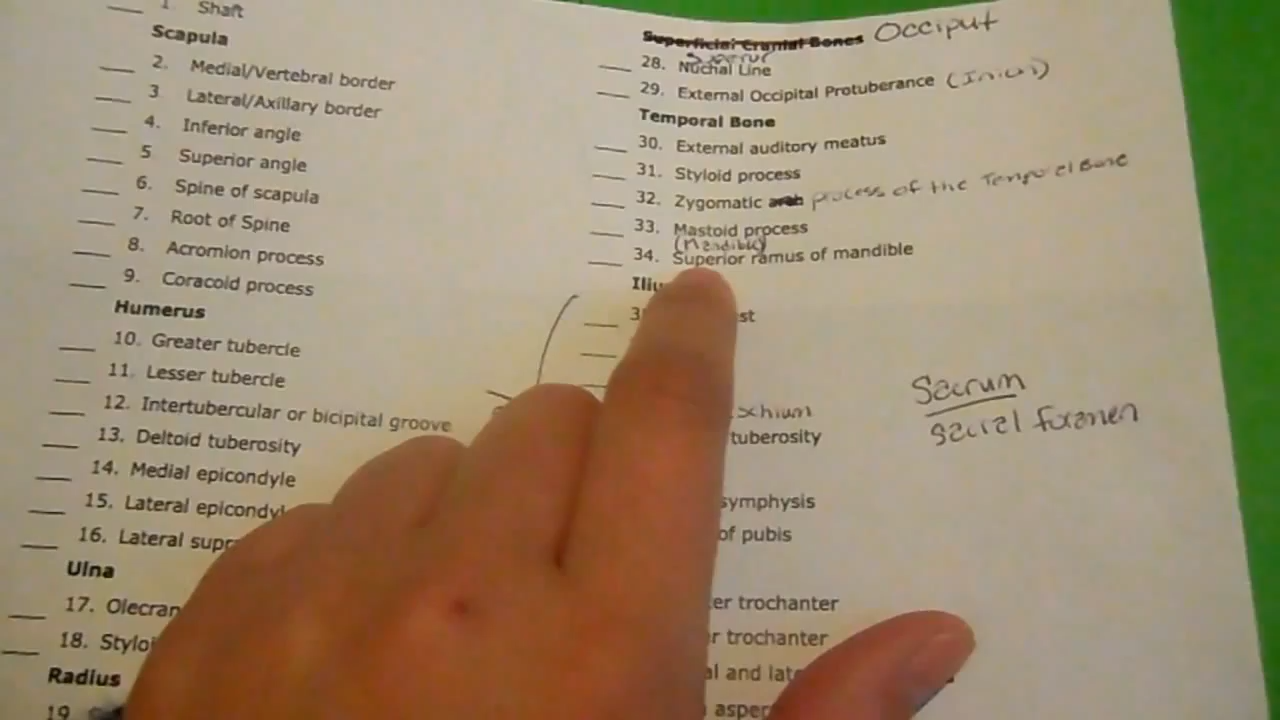 1. Shaft
Scapula
2. Medial/Vertebral border
3 Lateral/Axillary border
4. Inferior angle
5 Superior angle
6. Spine of scapula
7. Root of Spine
8. Acromion process
9. Coracoid process
Humerus
10. Greater tubercle
11. Lesser tubercle
12. Intertubercular or bicipital groove
13. Deltoid tuberosity
14. Medial epicondyle
15. Lateral epicondyl
16. Lateral supr
Ulna
17. Olecran
18. Styloi
Radius
19
Superficial Cranial Bones Occiput
Superior
28. Nuchal Line
29. External Occipital Protuberance (Inion)
Temporal Bone
30. External auditory meatus
31. Styloid process
32. Zygomatic arch process of the Temporal Bone
33. Mastoid process
(Mandible)
34. Superior ramus of mandible
Iliu
3 st
schium
tuberosity
symphysis
of pubis
er trochanter
r trochanter
al and late
asper
Sacrum
sacral foramen